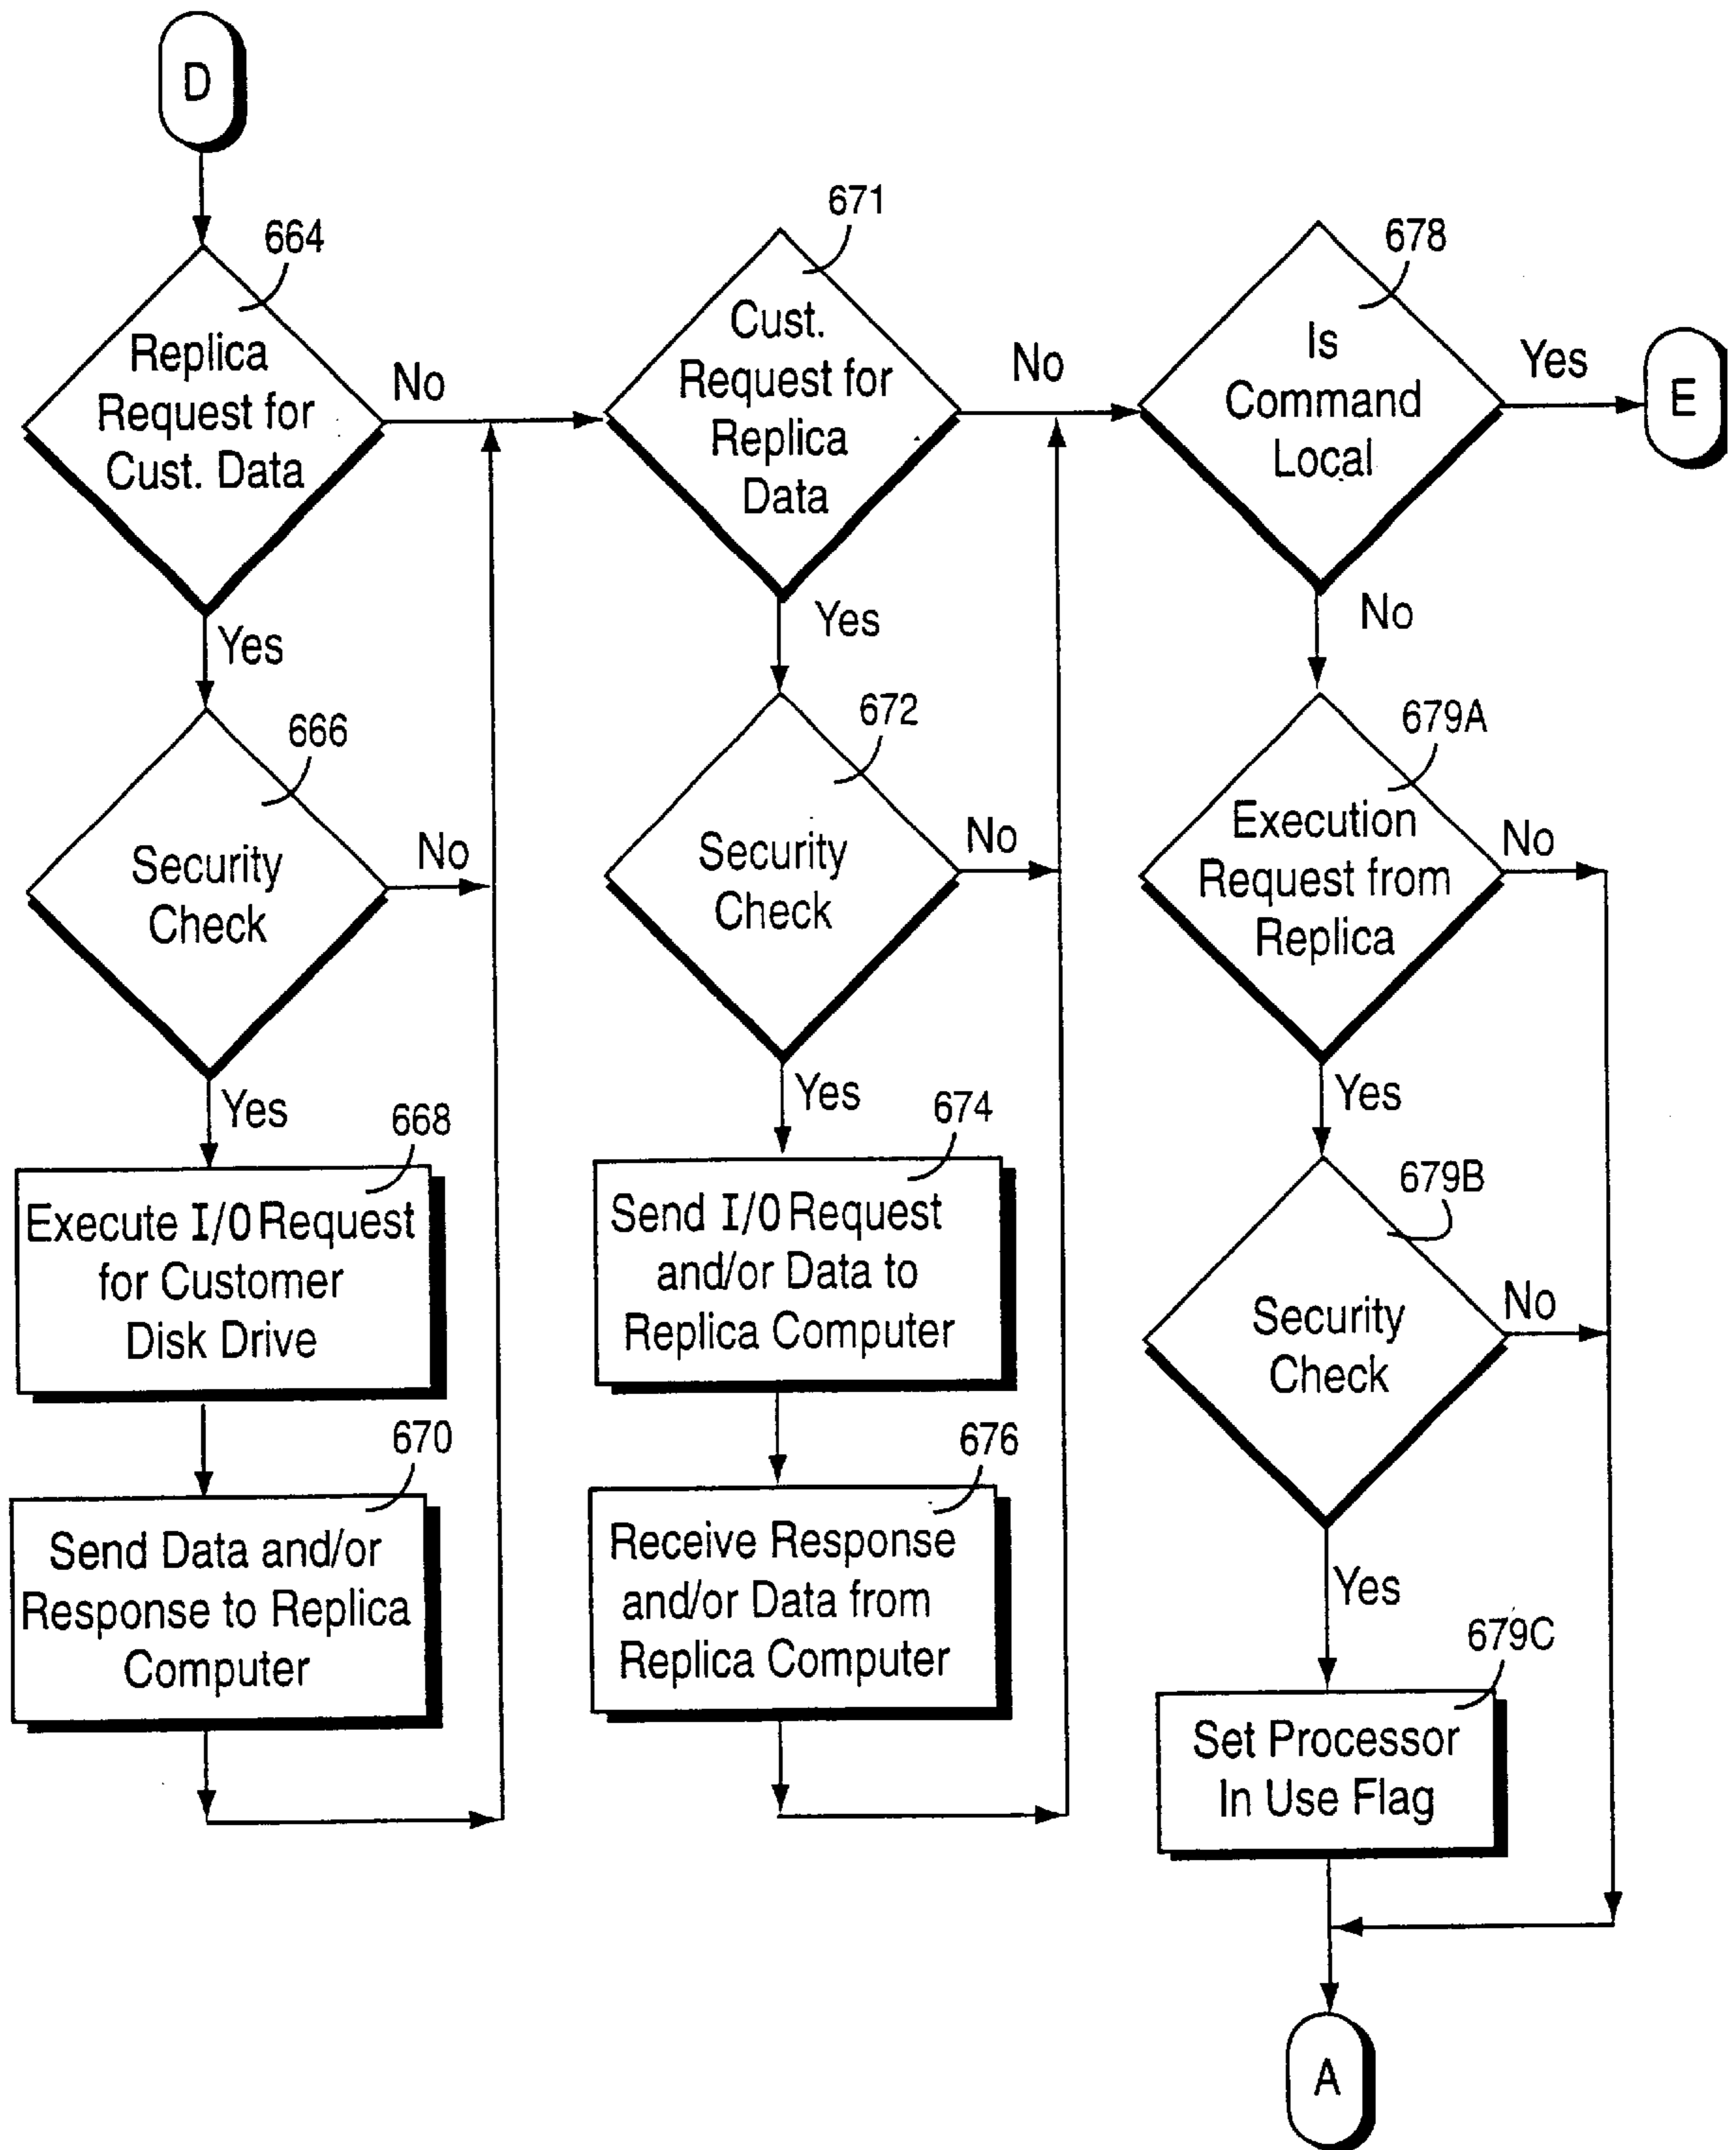 D
664
Replica
Request for
Cust. Data
No
Yes
666
Security
Check
No
Yes
668
Execute I/O Request
for Customer
Disk Drive
670
Send Data and/or
Response to Replica
Computer
671
Cust.
Request for
Replica
Data
No
Yes
672
Security
Check
No
Yes
674
Send I/O Request
and/or Data to
Replica Computer
676
Receive Response
and/or Data from
Replica Computer
678
Is
Command
Local
Yes
E
No
679A
Execution
Request from
Replica
No
Yes
679B
Security
Check
No
Yes
679C
Set Processor
In Use Flag
A